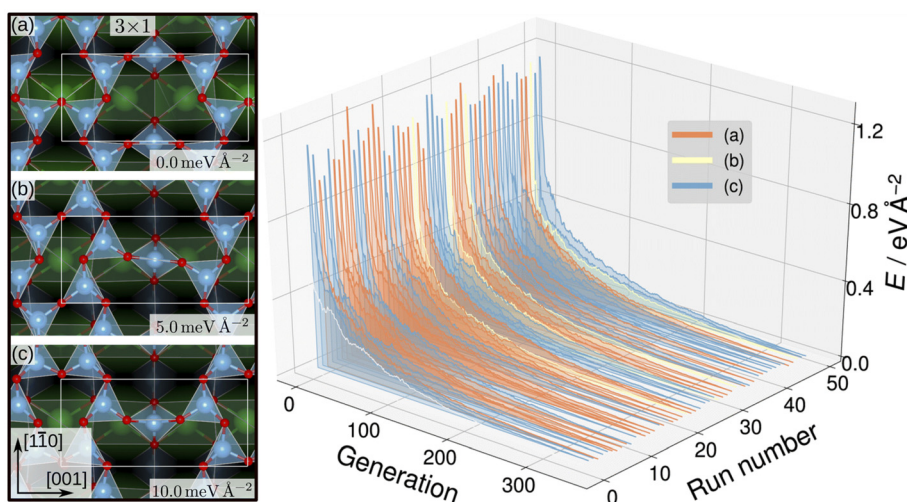 (a)
3×1
0.0 meV Å⁻²
(b)
5.0 meV Å⁻²
(c)
[11̄0]
[001]
10.0 meV Å⁻²
(a)
(b)
(c)
1.2
0.8
0.4
0.0
E / eV Å⁻²
0
100
200
300
Generation
0
10
20
30
40
50
Run number